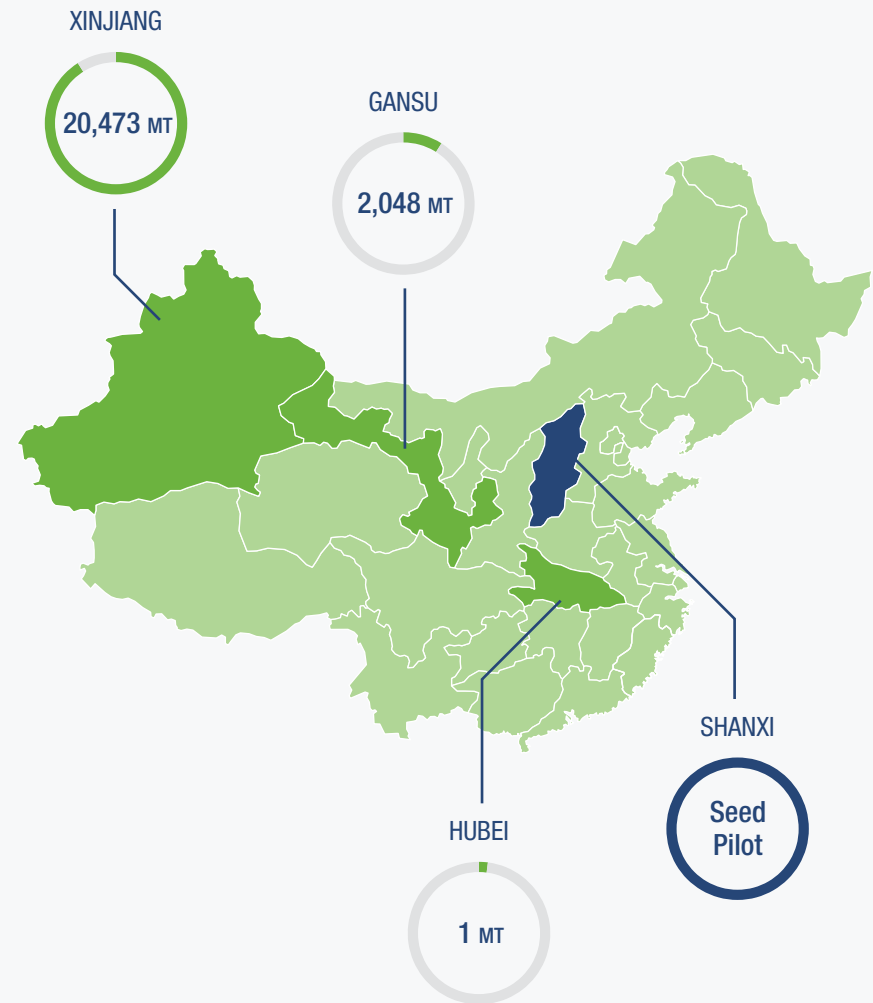 XINJIANG
20,473 MT
GANSU
2,048 MT
SHANXI
Seed
Pilot
HUBEI
1 MT